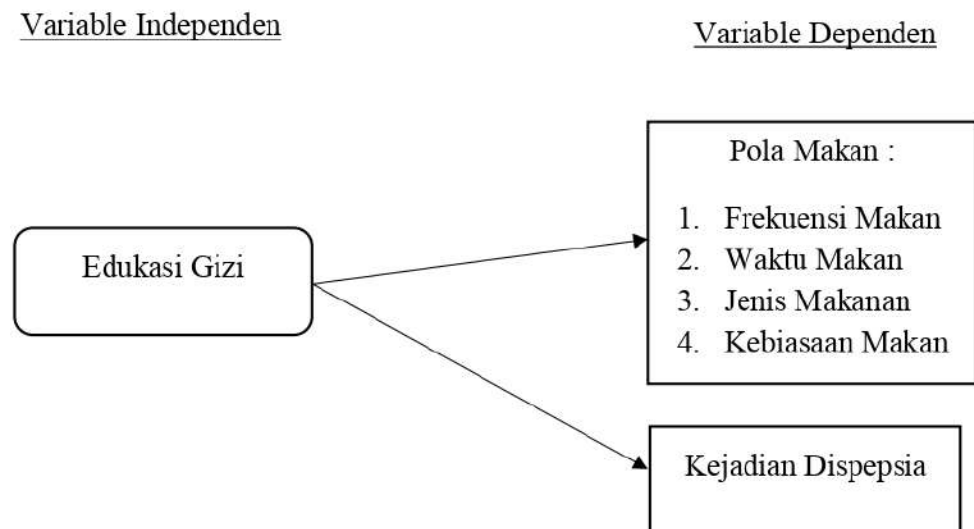 Variable Independen
Variable Dependen
Edukasi Gizi
Pola Makan :
1. Frekuensi Makan
2. Waktu Makan
3. Jenis Makanan
4. Kebiasaan Makan
Kejadian Dispepsia